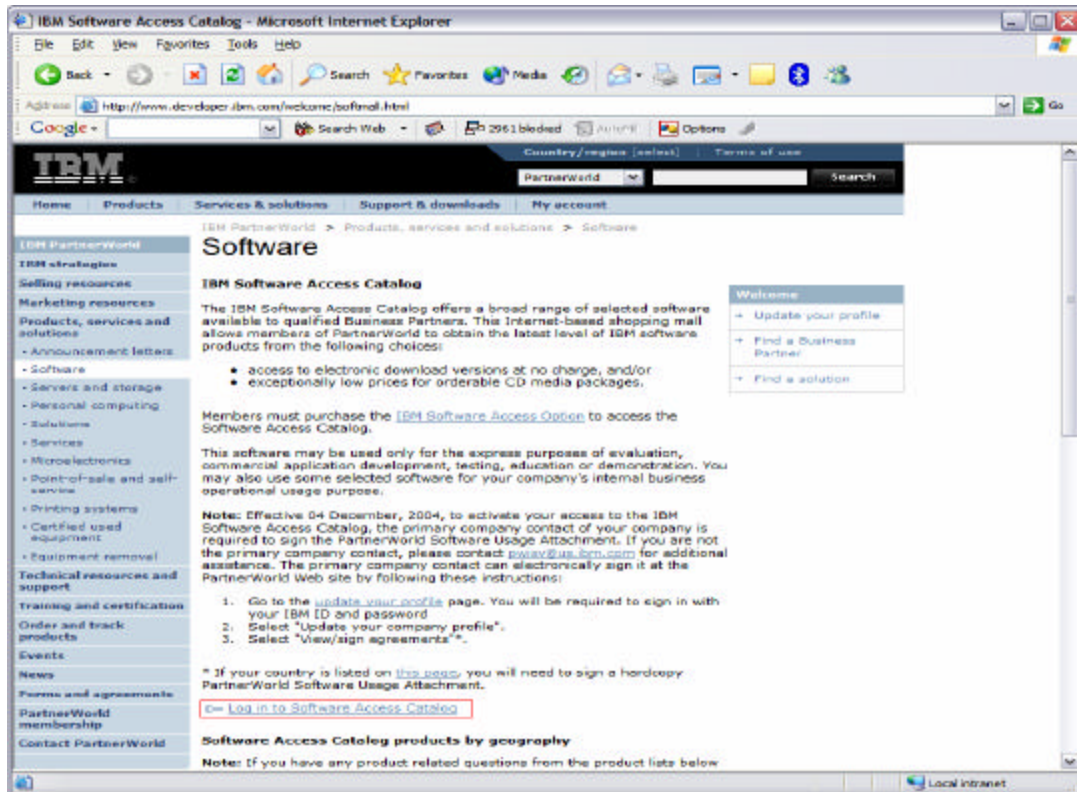 IBM Software Access Catalog - Microsoft Internet Explorer
File Edit View Favorites Tools Help
Back Search Favorites Media
Address http://www.developer.ibm.com/welcome/softmall.html Go
Google Search Web 2961 blocked AutoFill Options
Country/region [select] Terms of use
IBM
PartnerWorld Search
Home Products Services & solutions Support & downloads My account
IBM PartnerWorld > Products, services and solutions > Software
Software
IBM PartnerWorld
IBM strategies
Selling resources
Marketing resources
Products, services and
solutions
- Announcement letters
- Software
- Servers and storage
- Personal computing
- Solutions
- Services
- Microelectronics
- Point-of-sale and self-
service
- Printing systems
- Certified used
equipment
- Equipment removal
Technical resources and
support
Training and certification
Order and track
products
Events
News
Forms and agreements
PartnerWorld
membership
Contact PartnerWorld
IBM Software Access Catalog
The IBM Software Access Catalog offers a broad range of selected software
available to qualified Business Partners. This Internet-based shopping mall
allows members of PartnerWorld to obtain the latest level of IBM software
products from the following choices:
• access to electronic download versions at no charge, and/or
• exceptionally low prices for orderable CD media packages.
Members must purchase the IBM Software Access Option to access the
Software Access Catalog.
This software may be used only for the express purposes of evaluation,
commercial application development, testing, education or demonstration. You
may also use some selected software for your company's internal business
operational usage purpose.
Note: Effective 04 December, 2004, to activate your access to the IBM
Software Access Catalog, the primary company contact of your company is
required to sign the PartnerWorld Software Usage Attachment. If you are not
the primary company contact, please contact pwisv@us.ibm.com for additional
assistance. The primary company contact can electronically sign it at the
PartnerWorld Web site by following these instructions:
1. Go to the update your profile page. You will be required to sign in with
your IBM ID and password
2. Select "Update your company profile".
3. Select "View/sign agreements"*.
* If your country is listed on this page, you will need to sign a hardcopy
PartnerWorld Software Usage Attachment.
Log in to Software Access Catalog
Software Access Catalog products by geography
Note: If you have any product related questions from the product lists below
Welcome
→ Update your profile
→ Find a Business
Partner
→ Find a solution
Local intranet